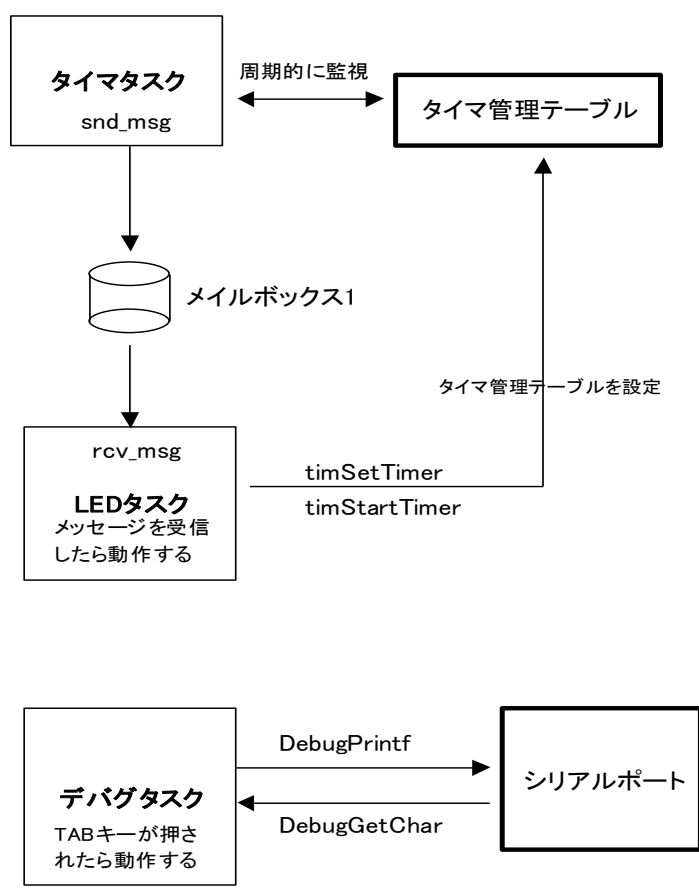 タイマタスク
周期的に監視
タイマ管理テーブル
snd_msg
メイルボックス1
タイマ管理テーブルを設定
rcv_msg
timSetTimer
LEDタスク
timStartTimer
メッセージを受信
したら動作する
DebugPrintf
シリアルポート
デバグタスク
DebugGetChar
TABキーが押さ
れたら動作する